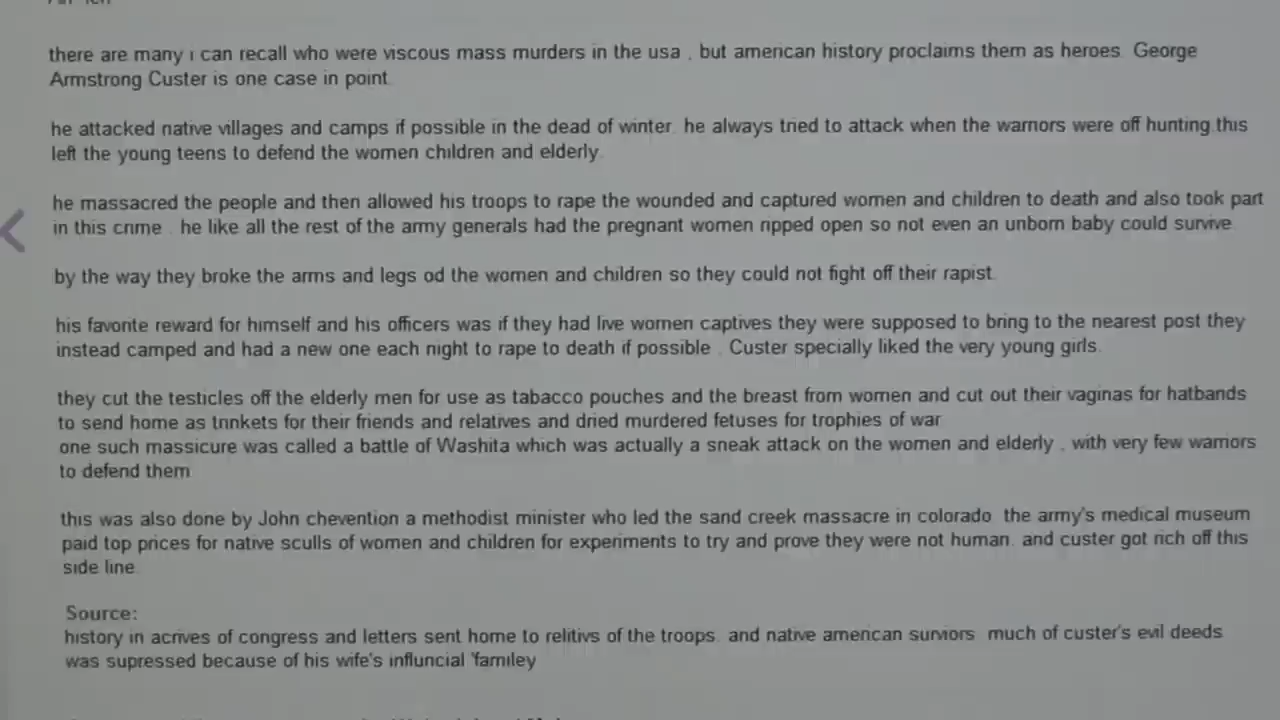 there are many i can recall who were viscous mass murders in the usa , but american history proclaims them as heroes. George
Armstrong Custer is one case in point.
he attacked native villages and camps if possible in the dead of winter. he always tried to attack when the warriors were off hunting.this
left the young teens to defend the women children and elderly.
he massacred the people and then allowed his troops to rape the wounded and captured women and children to death and also took part
in this crime . he like all the rest of the army generals had the pregnant women ripped open so not even an unborn baby could survive.
by the way they broke the arms and legs od the women and children so they could not fight off their rapist.
his favorite reward for himself and his officers was if they had live women captives they were supposed to bring to the nearest post they
instead camped and had a new one each night to rape to death if possible . Custer specially liked the very young girls.
they cut the testicles off the elderly men for use as tabacco pouches and the breast from women and cut out their vaginas for hatbands
to send home as trinkets for their friends and relatives and dried murdered fetuses for trophies of war.
one such massicure was called a battle of Washita which was actually a sneak attack on the women and elderly , with very few warriors
to defend them.
this was also done by John chevention a methodist minister who led the sand creek massacre in colorado. the army's medical museum
paid top prices for native sculls of women and children for experiments to try and prove they were not human. and custer got rich off this
side line.
Source:
history in acrives of congress and letters sent home to relitivs of the troops. and native american surviors. much of custer's evil deeds
was supressed because of his wife's influncial 'familey